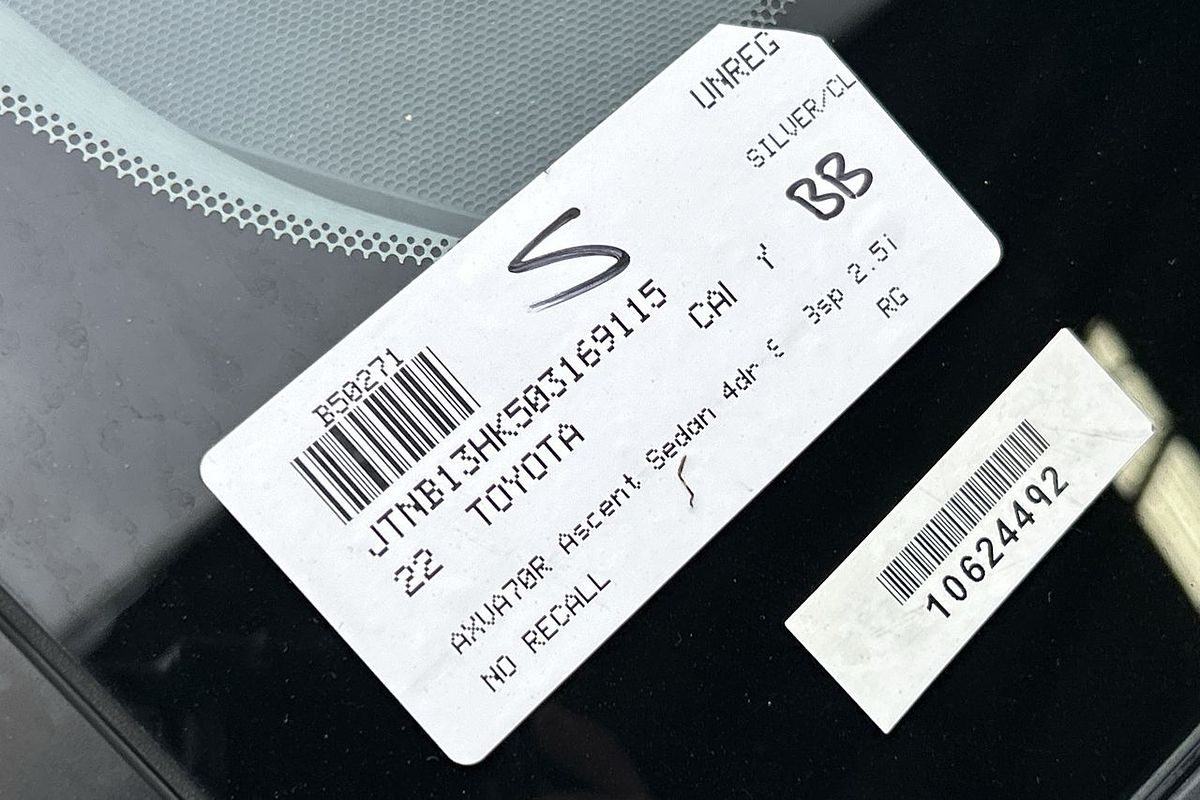 UNREG
SILVER/CL
S
BB
B50271
JTNB13HK503169115
22 TOYOTA CAI Y
AXVA70R Ascent Sedan 4dr S 3sp 2.5i
NO RECALL RG
10624492